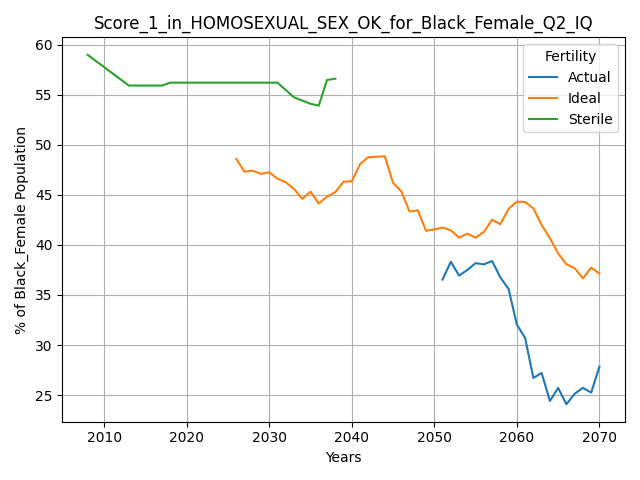 Score_1_in_HOMOSEXUAL_SEX_OK_for_Black_Female_Q2_IQ
Fertility
Actual
Ideal
Sterile
% of Black_Female Population
60
55
50
45
40
35
30
25
2010 2020 2030 2040 2050 2060 2070
Years